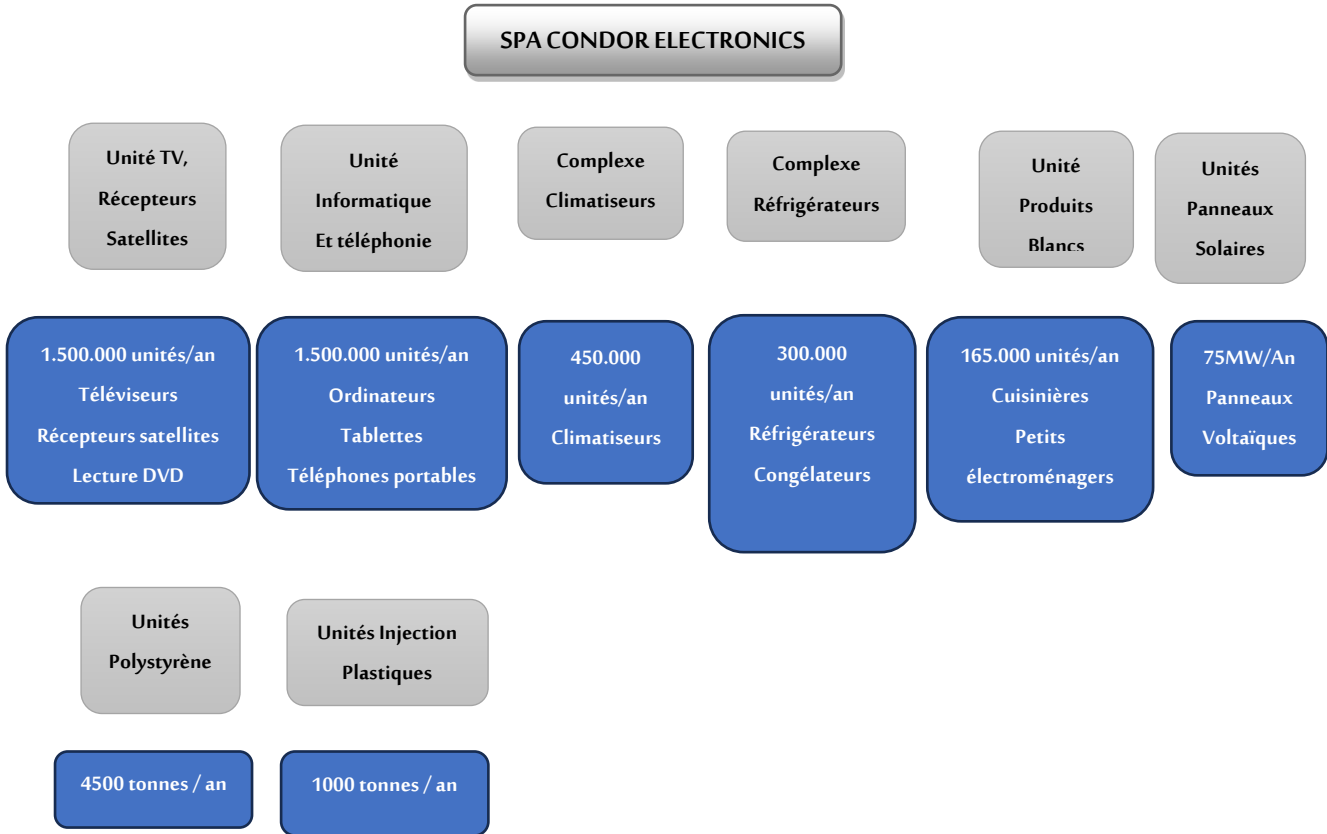 SPA CONDOR ELECTRONICS
Unité TV,
Récepteurs
Satellites
Unité
Informatique
Et téléphonie
Complexe
Climatiseurs
Complexe
Réfrigérateurs
Unité
Produits
Blancs
Unités
Panneaux
Solaires
1.500.000 unités/an
Téléviseurs
Récepteurs satellites
Lecture DVD
1.500.000 unités/an
Ordinateurs
Tablettes
Téléphones portables
450.000
unités/an
Climatiseurs
300.000
unités/an
Réfrigérateurs
Congélateurs
165.000 unités/an
Cuisinières
Petits
électroménagers
75MW/An
Panneaux
Voltaïques
Unités
Polystyrène
Unités Injection
Plastiques
4500 tonnes / an
1000 tonnes / an